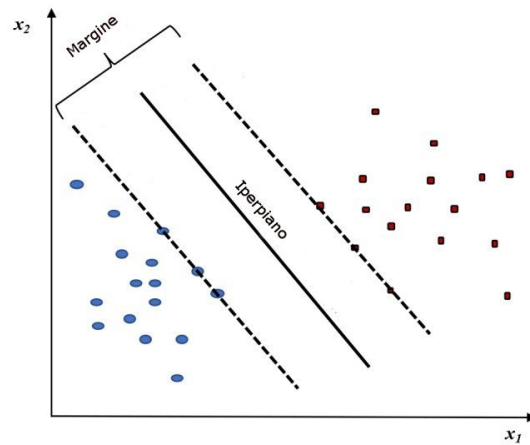 x₂
Margine
Iperpiano
x₁